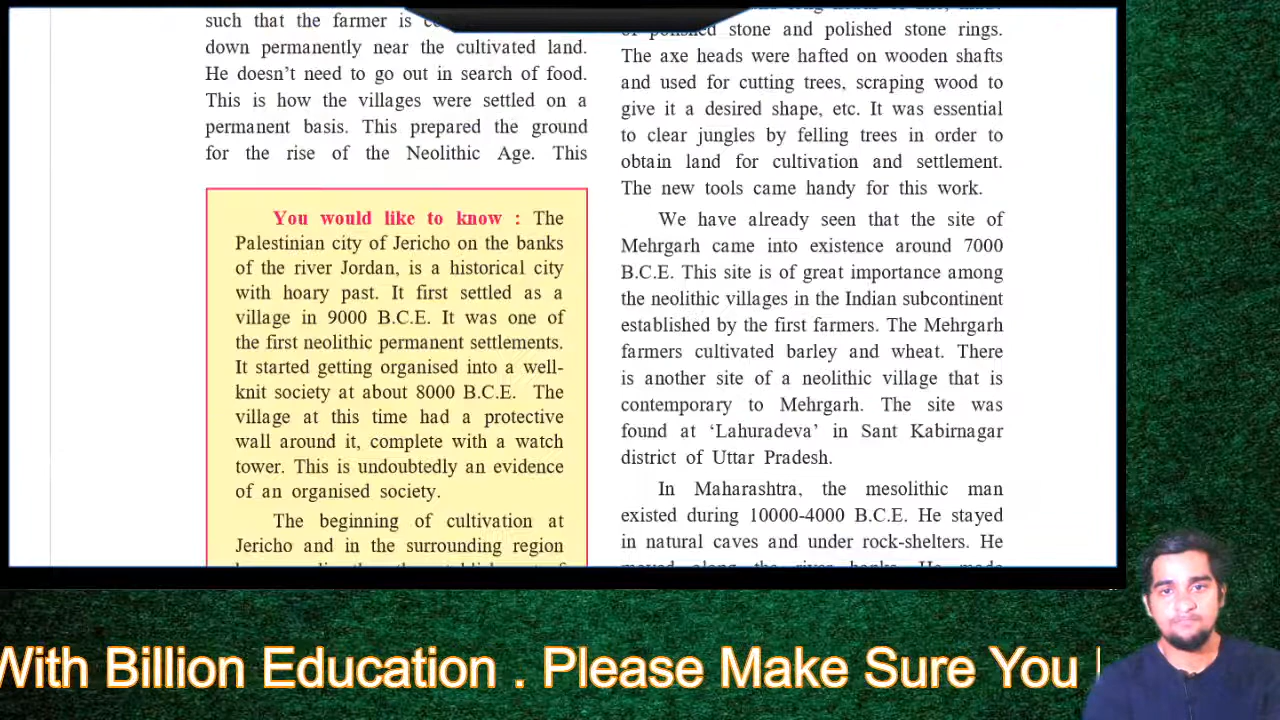 such that the farmer is
down permanently near the cultivated land.
He doesn’t need to go out in search of food.
This is how the villages were settled on a
permanent basis. This prepared the ground
for the rise of the Neolithic Age. This
You would like to know : The
Palestinian city of Jericho on the banks
of the river Jordan, is a historical city
with hoary past. It first settled as a
village in 9000 B.C.E. It was one of
the first neolithic permanent settlements.
It started getting organised into a well-
knit society at about 8000 B.C.E. The
village at this time had a protective
wall around it, complete with a watch
tower. This is undoubtedly an evidence
of an organised society.
The beginning of cultivation at
Jericho and in the surrounding region
of polished stone and polished stone rings.
The axe heads were hafted on wooden shafts
and used for cutting trees, scraping wood to
give it a desired shape, etc. It was essential
to clear jungles by felling trees in order to
obtain land for cultivation and settlement.
The new tools came handy for this work.
We have already seen that the site of
Mehrgarh came into existence around 7000
B.C.E. This site is of great importance among
the neolithic villages in the Indian subcontinent
established by the first farmers. The Mehrgarh
farmers cultivated barley and wheat. There
is another site of a neolithic village that is
contemporary to Mehrgarh. The site was
found at ‘Lahuradeva’ in Sant Kabirnagar
district of Uttar Pradesh.
In Maharashtra, the mesolithic man
existed during 10000-4000 B.C.E. He stayed
in natural caves and under rock-shelters. He
moved along the river banks. He made
With Billion Education . Please Make Sure You